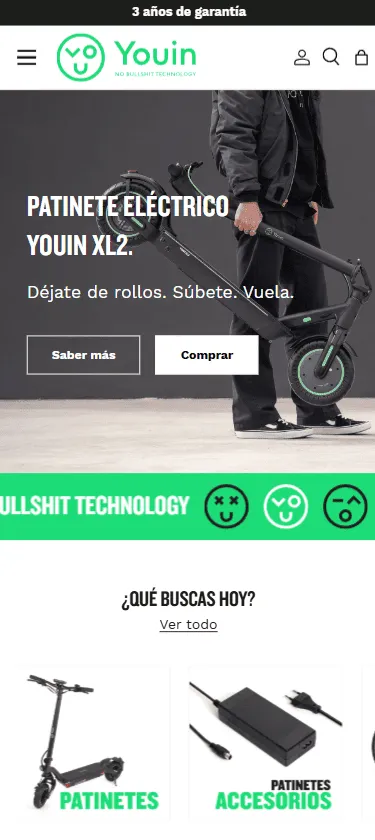 3 años de garantía
Youin
NO BULLSHIT TECHNOLOGY
PATINETE ELÉCTRICO
YOUIN XL2.
Déjate de rollos. Súbete. Vuela.
Saber más
Comprar
ULLSHIT TECHNOLOGY
¿QUÉ BUSCAS HOY?
Ver todo
PATINETES
PATINETES
ACCESORIOS